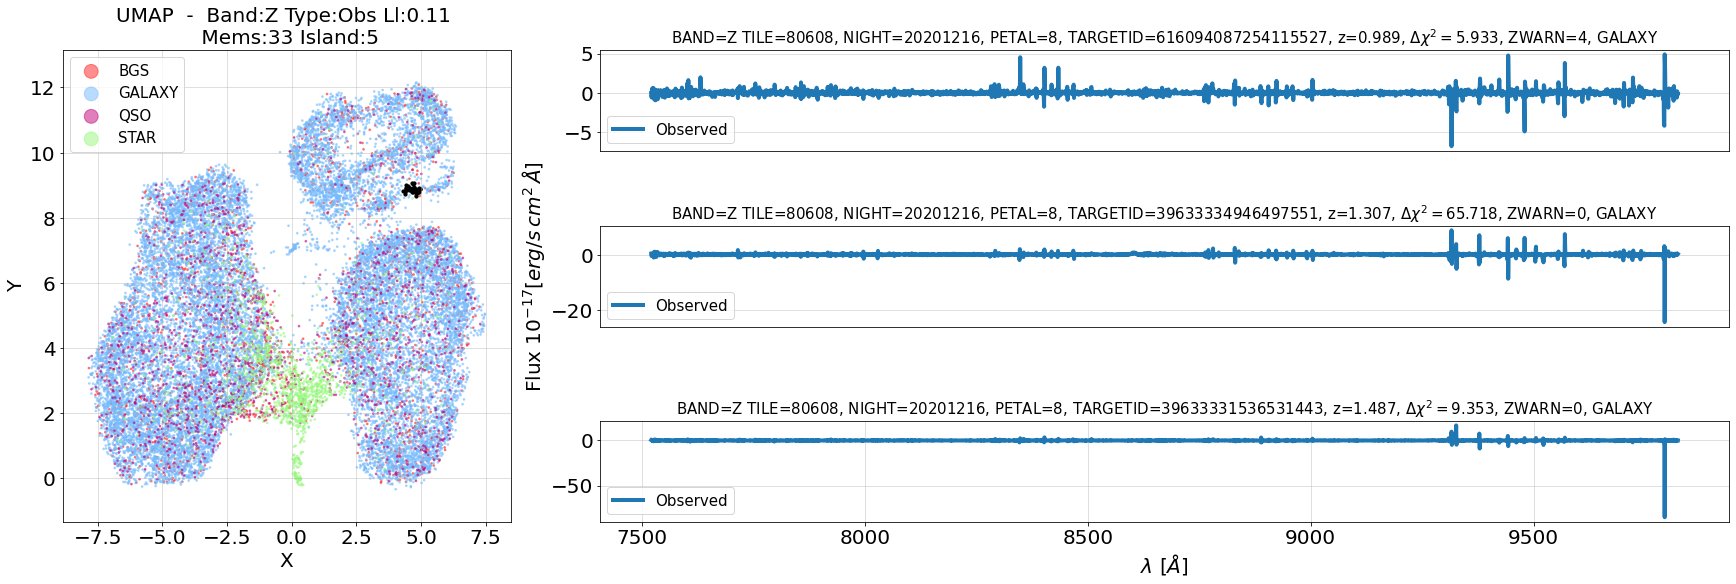 UMAP - Band:Z Type:Obs Ll:0.11
Mems:33 Island:5
BGS
GALAXY
QSO
STAR
12
10
8
6
4
2
0
Y
−7.5 −5.0 −2.5 0.0 2.5 5.0 7.5
X
Flux 10⁻¹⁷[erg/s cm² Å]
BAND=Z TILE=80608, NIGHT=20201216, PETAL=8, TARGETID=616094087254115527, z=0.989, Δχ² = 5.933, ZWARN=4, GALAXY
5
0
−5
Observed
BAND=Z TILE=80608, NIGHT=20201216, PETAL=8, TARGETID=39633334946497551, z=1.307, Δχ² = 65.718, ZWARN=0, GALAXY
0
−20
Observed
BAND=Z TILE=80608, NIGHT=20201216, PETAL=8, TARGETID=39633331536531443, z=1.487, Δχ² = 9.353, ZWARN=0, GALAXY
0
−50
Observed
7500 8000 8500 9000 9500
λ [Å]